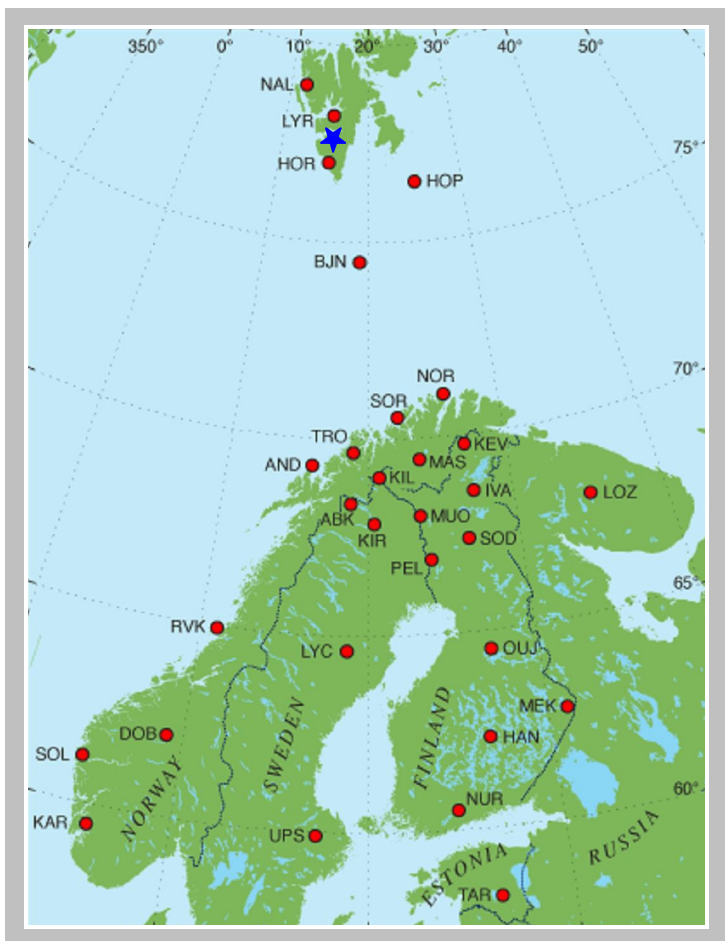 350° 0° 10° 20° 30° 40° 50°
NAL
LYR
75°
HOR
HOP
BJN
70°
NOR
SOR
TRO
KEV
AND
MAS
KIL
IVA
LOZ
ABK
MUO
KIR
SOD
PEL
65°
RVK
LYC
OUJ
SWEDEN
FINLAND
MEK
DOB
HAN
SOL
NORWAY
60°
NUR
KAR
RUSSIA
UPS
ESTONIA
TAR